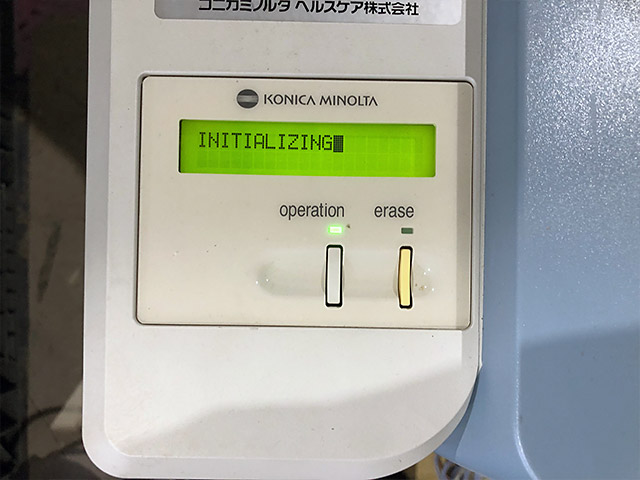 コニカミノルタ ヘルスケア株式会社
KONICA MINOLTA
INITIALIZING
operation erase